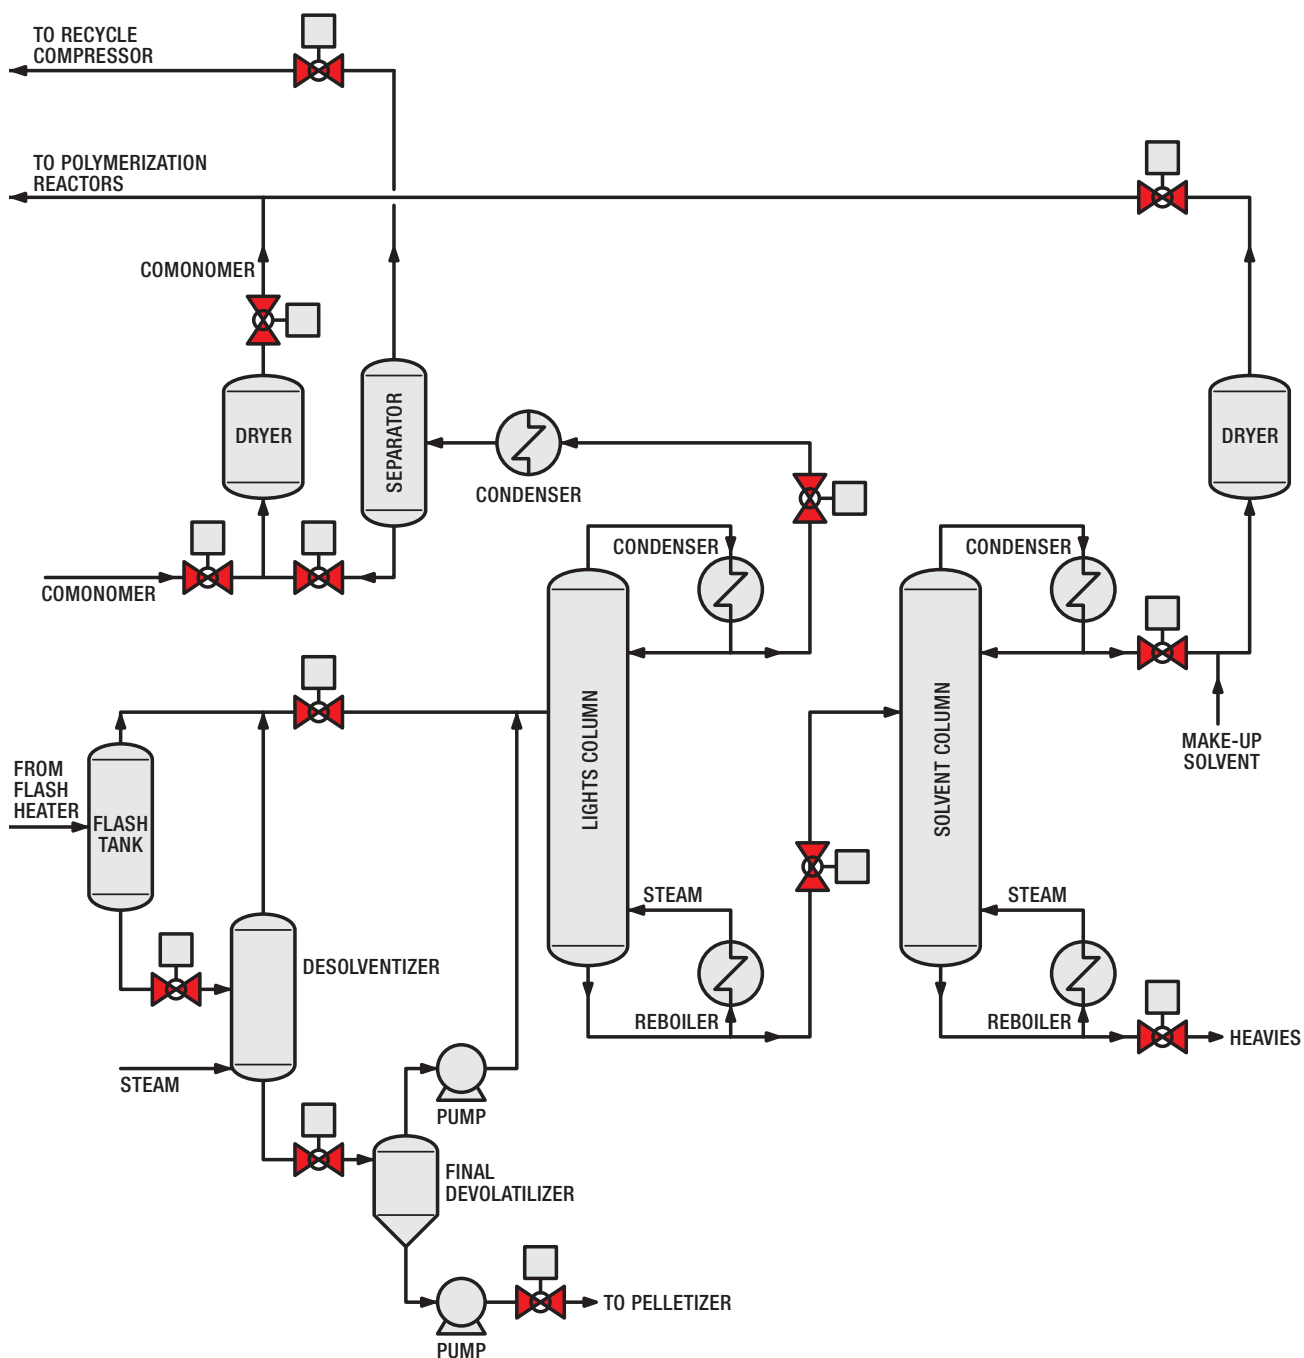 TO RECYCLE
COMPRESSOR
TO POLYMERIZATION
REACTORS
COMONOMER
DRYER
SEPARATOR
CONDENSER
DRYER
COMONOMER
CONDENSER
CONDENSER
FROM
FLASH
HEATER
FLASH
TANK
LIGHTS COLUMN
SOLVENT COLUMN
MAKE-UP
SOLVENT
STEAM
STEAM
DESOLVENTIZER
REBOILER
REBOILER
HEAVIES
STEAM
PUMP
FINAL
DEVOLATILIZER
TO PELLETIZER
PUMP